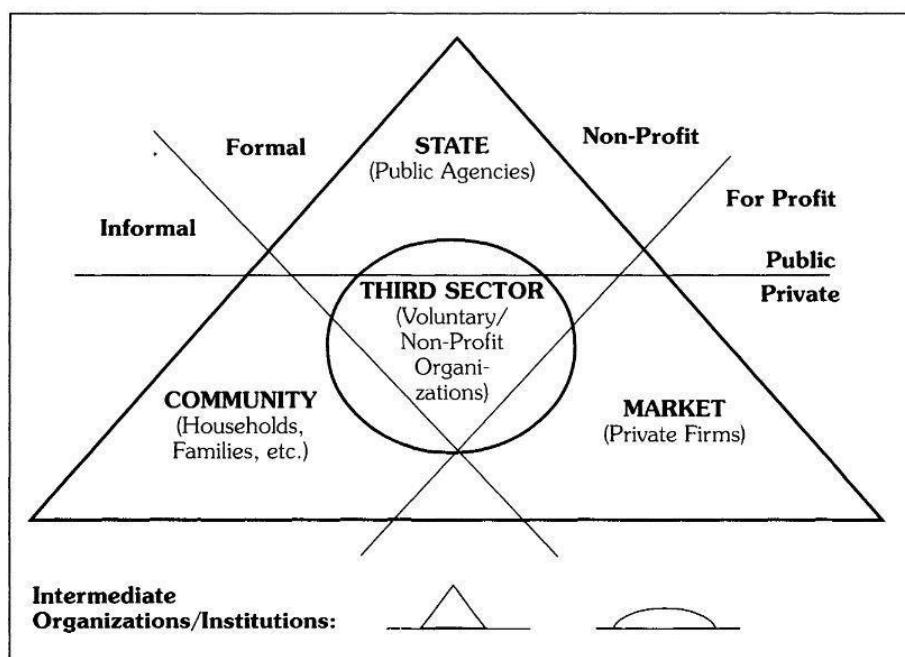 Formal
STATE
(Public Agencies)
Non-Profit
Informal
For Profit
Public
Private
THIRD SECTOR
(Voluntary/
Non-Profit
Organi-
zations)
COMMUNITY
(Households,
Families, etc.)
MARKET
(Private Firms)
Intermediate
Organizations/Institutions: